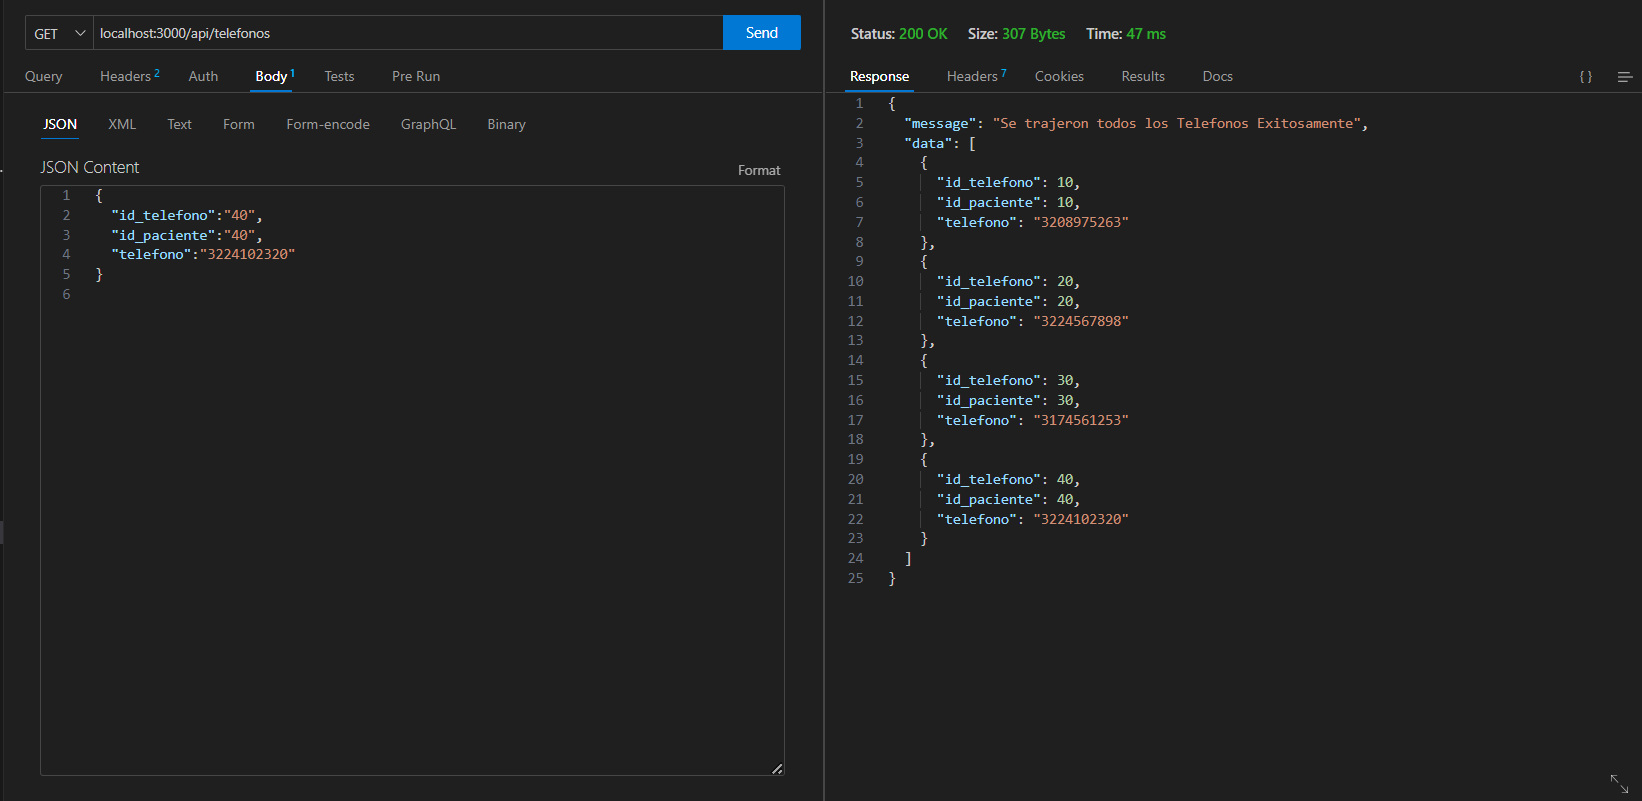 GET localhost:3000/api/telefonos Send
Query Headers 2 Auth Body 1 Tests Pre Run
JSON XML Text Form Form-encode GraphQL Binary
JSON Content
Format
1 {
2 "id_telefono":"40",
3 "id_paciente":"40",
4 "telefono":"3224102320"
5 }
6
Status: 200 OK Size: 307 Bytes Time: 47 ms
Response Headers 7 Cookies Results Docs { }
1 {
2 "message": "Se trajeron todos los Telefonos Exitosamente",
3 "data": [
4 {
5 "id_telefono": 10,
6 "id_paciente": 10,
7 "telefono": "3208975263"
8 },
9 {
10 "id_telefono": 20,
11 "id_paciente": 20,
12 "telefono": "3224567898"
13 },
14 {
15 "id_telefono": 30,
16 "id_paciente": 30,
17 "telefono": "3174561253"
18 },
19 {
20 "id_telefono": 40,
21 "id_paciente": 40,
22 "telefono": "3224102320"
23 }
24 ]
25 }